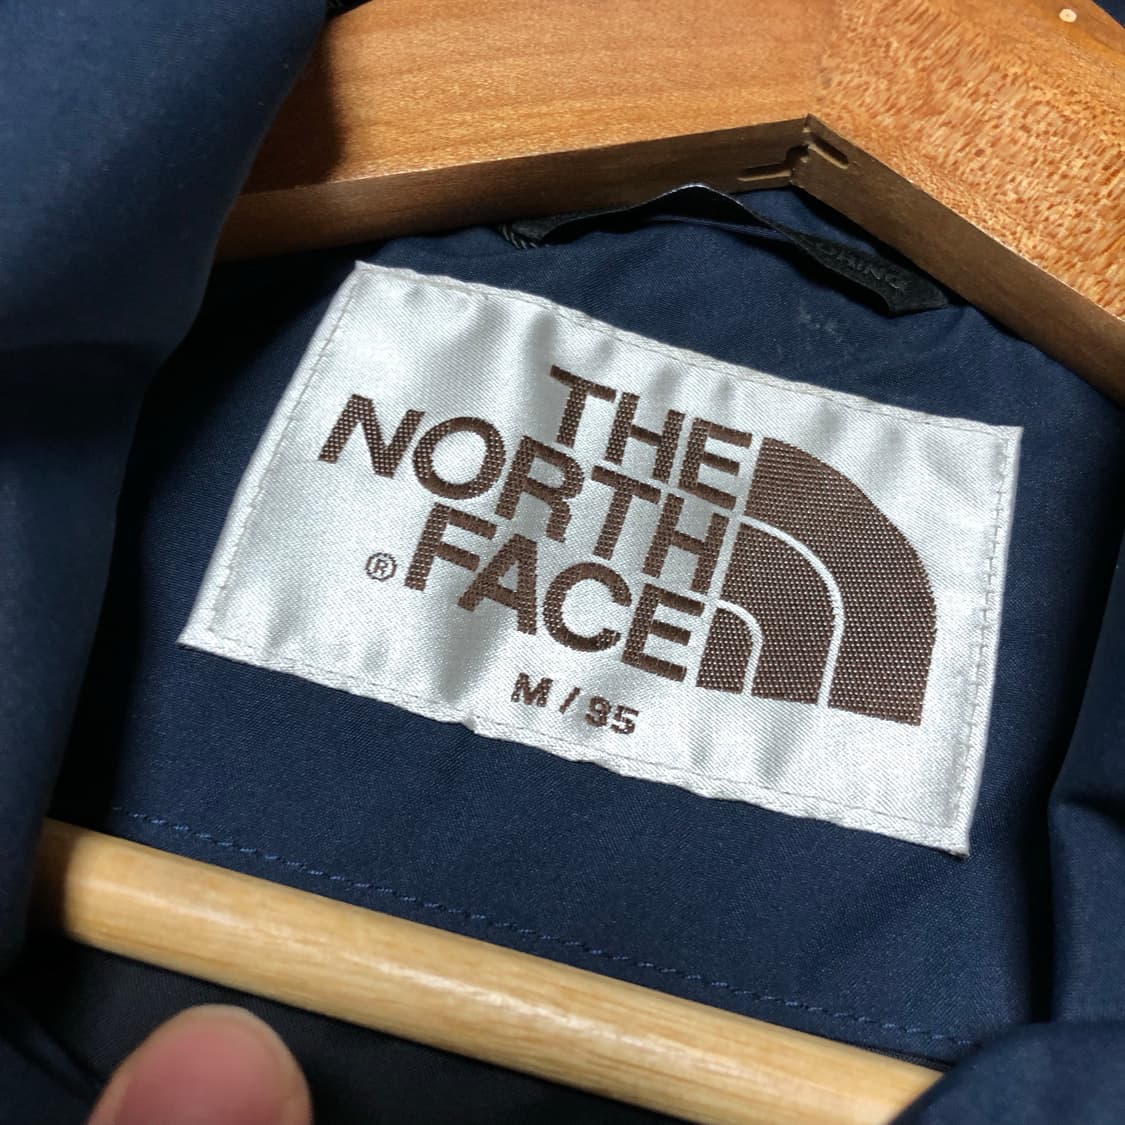 THE
NORTH
FACE
®
M / 95